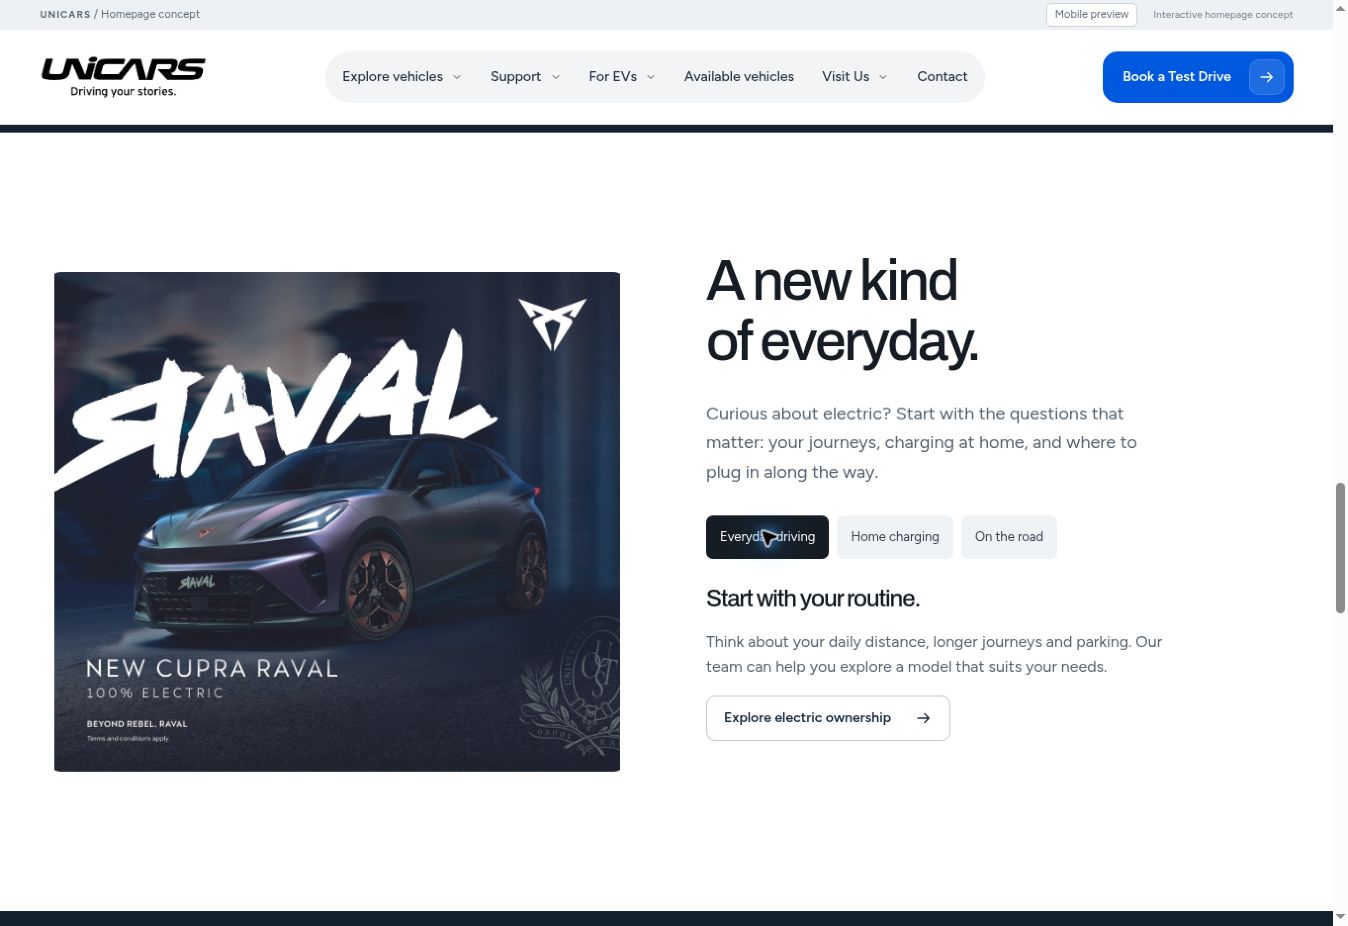 UNICARS / Homepage concept
Mobile preview
Interactive homepage concept
UNICARS
Driving your stories.
Explore vehicles
Support
For EVs
Available vehicles
Visit Us
Contact
Book a Test Drive
RAVAL
RAVAL
NEW CUPRA RAVAL
100% ELECTRIC
BEYOND REBEL, RAVAL
Terms and conditions apply.
A new kind
of everyday.
Curious about electric? Start with the questions that
matter: your journeys, charging at home, and where to
plug in along the way.
Everyday driving
Home charging
On the road
Start with your routine.
Think about your daily distance, longer journeys and parking. Our
team can help you explore a model that suits your needs.
Explore electric ownership